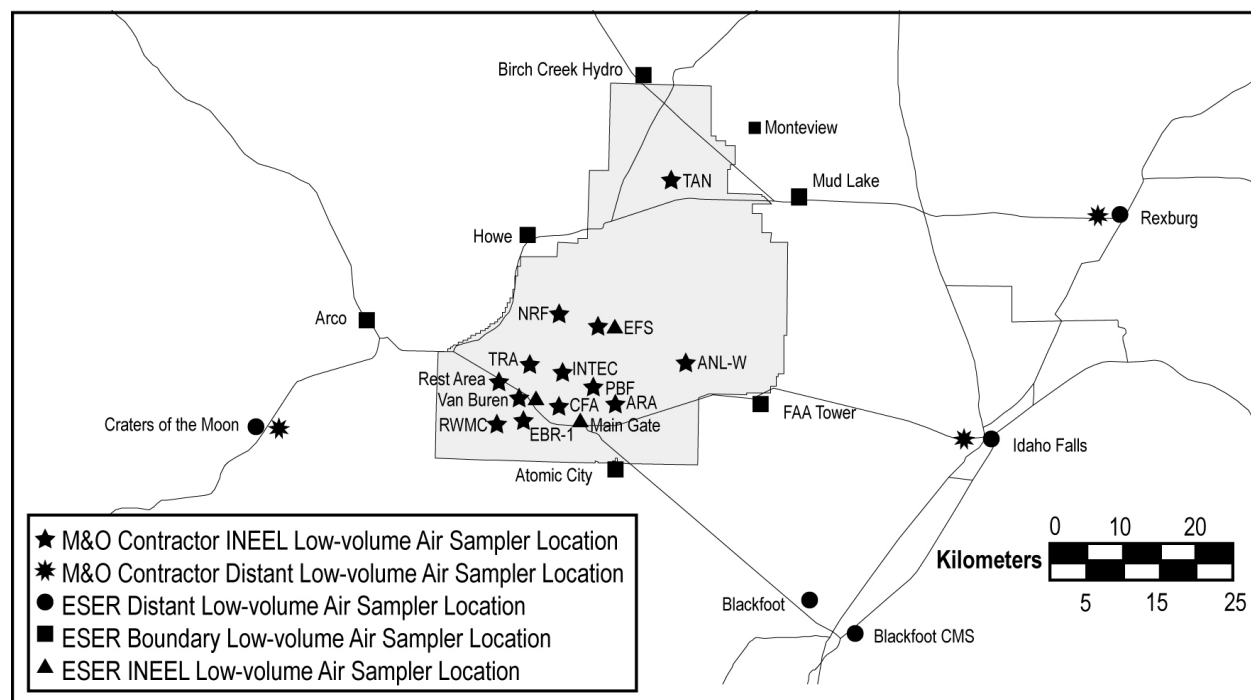 Birch Creek Hydro
Monteview
TAN
Mud Lake
Rexburg
Howe
NRF
EFS
Arco
TRA
INTEC
ANL-W
Rest Area
PBF
Van Buren
CFA
ARA
FAA Tower
Craters of the Moon
RWMC
EBR-1
Main Gate
Idaho Falls
Atomic City
M&O Contractor INEEL Low-volume Air Sampler Location
M&O Contractor Distant Low-volume Air Sampler Location
ESER Distant Low-volume Air Sampler Location
ESER Boundary Low-volume Air Sampler Location
ESER INEEL Low-volume Air Sampler Location
0 10 20
Kilometers
5 15 25
Blackfoot
Blackfoot CMS